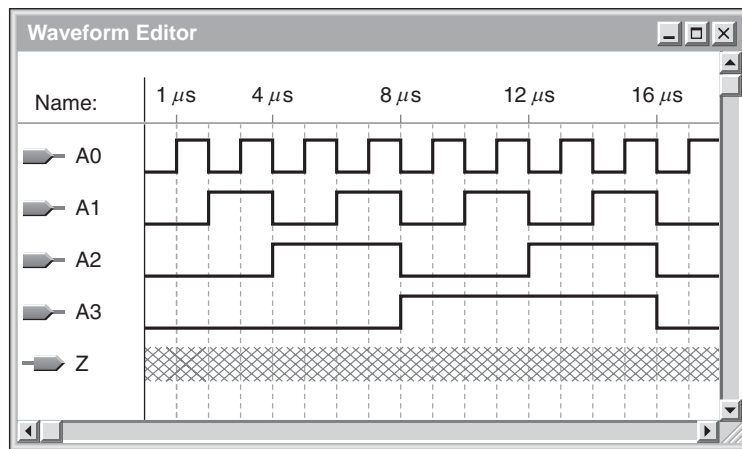 Waveform Editor
Name: 1 μs 4 μs 8 μs 12 μs 16 μs
A0
A1
A2
A3
Z